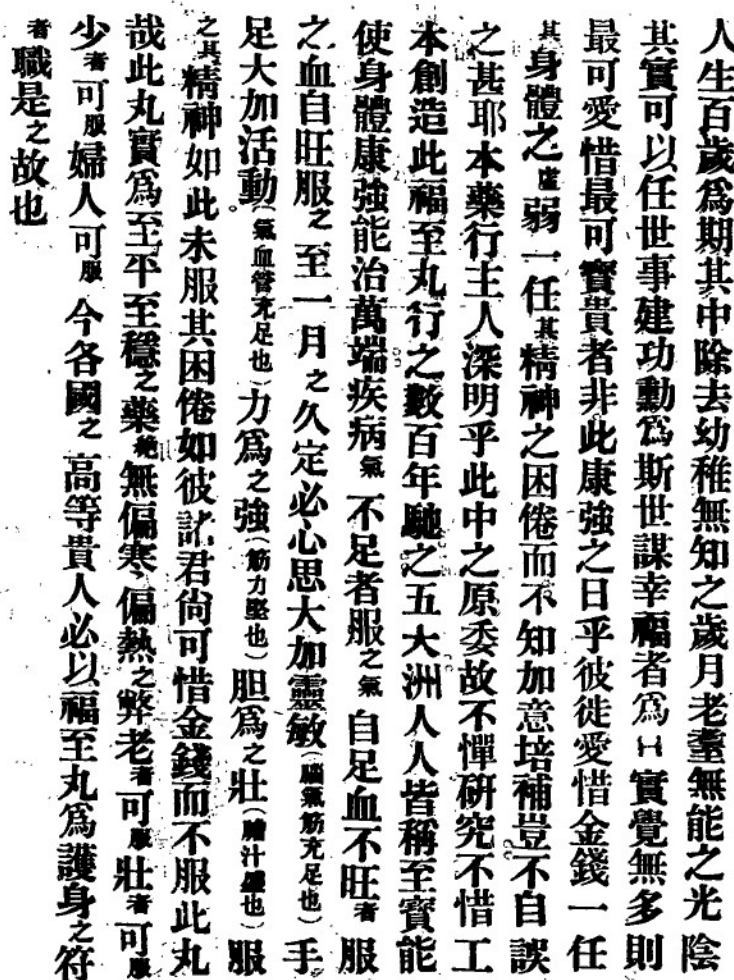 人生百歲爲期其中除去幼稚無知之歲月老耋無能之光陰
其實可以任世事建功勳爲斯世謀幸福者爲日實覺無多則
最可愛惜最可寳貴者非此康強之日乎彼徒愛惜金錢一任
其身體之虛弱一任其精神之困倦而不知加意培補豈不自誤
之甚耶本藥行主人深明乎此中之原委故不憚研究不惜工
本創造此福至丸行之數百年馳之五大洲人人皆稱至寳能
使身體康強能治萬端疾病氣不足者服之氣自足血不旺者服
之血自旺服之至一月之久定必心思大加靈敏(腦氣筋充足也)手
足大加活動。(氣血管充足也)力爲之強(筋力堅也)胆爲之壯(膽汁也)服
之其精神如此未服其困倦如彼諸君尙可惜金錢而不服此丸
哉此丸實爲至平至穩之藥絶無偏寒、偏熱之弊老者可服壯者可服
少者可服婦人可服今各國之高等貴人必以福至丸爲護身之符
者職是之故也